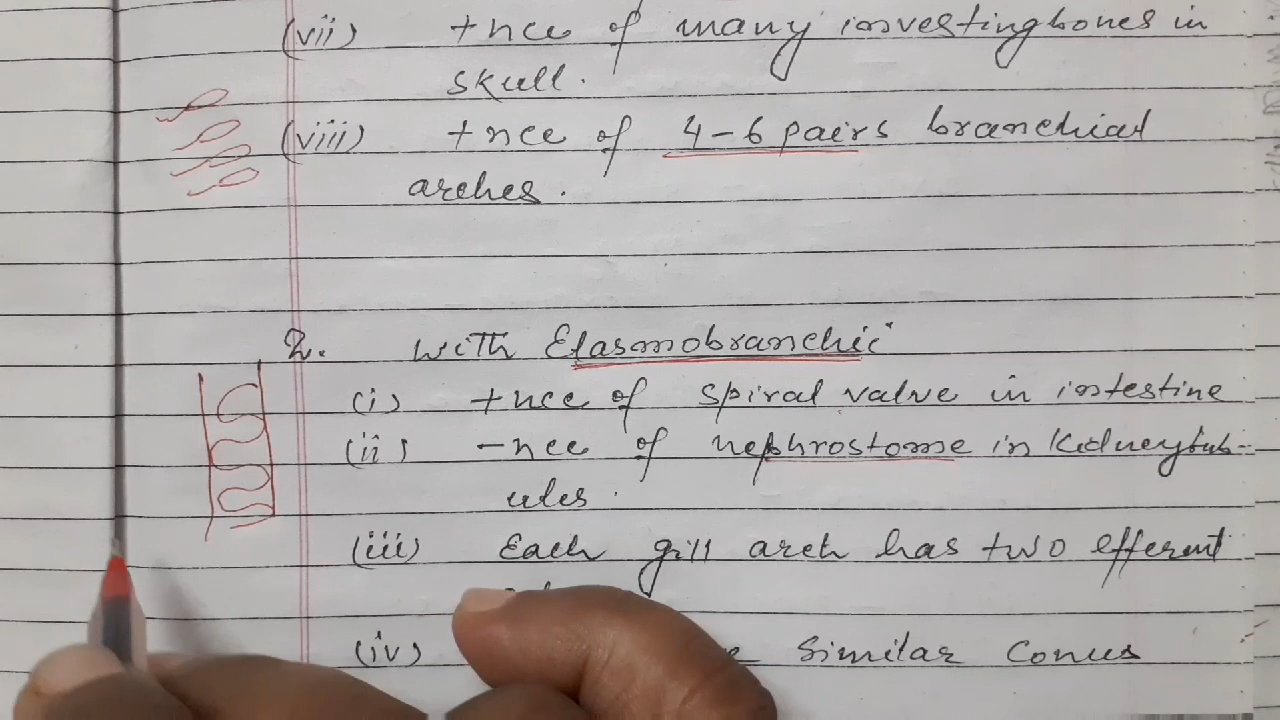 (vii) +nce of many investing bones in
skull.
(viii) +nce of 4-6 pairs branchial
arches.
2. with Elasmobranchii
(i) +nce of spiral valve in intestine
(ii) -nce of nephrostome in kidney tub-
ules.
(iii) Each gill arch has two efferent
(iv) similar conus